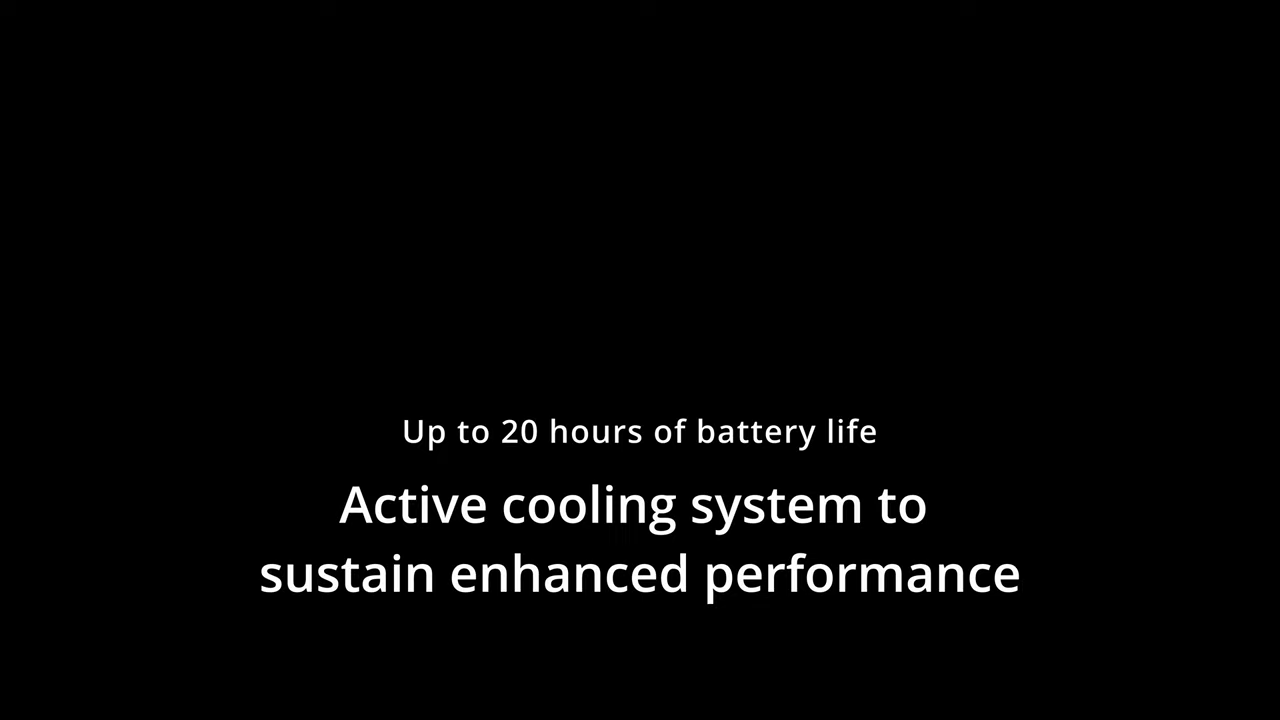 Up to 20 hours of battery life
Active cooling system to
sustain enhanced performance